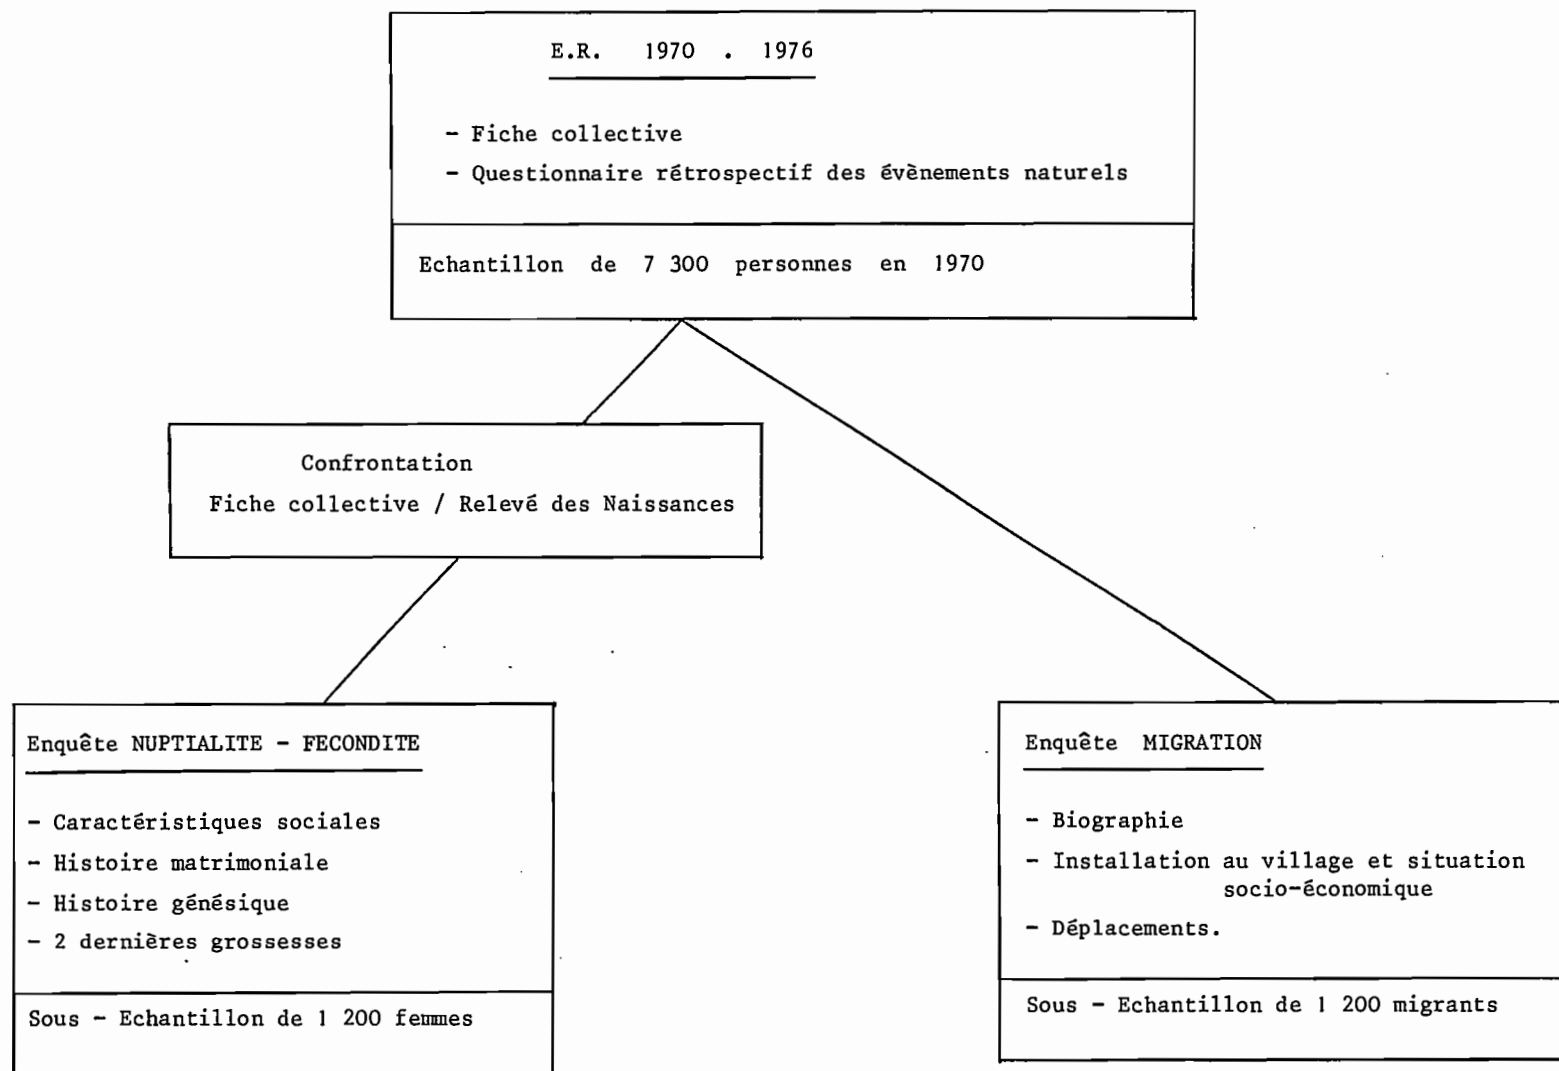 E.R. 1970 . 1976
- Fiche collective
- Questionnaire rétrospectif des évènements naturels
Echantillon de 7 300 personnes en 1970
Confrontation
Fiche collective / Relevé des Naissances
Enquête NUPTIALITE - FECONDITE
- Caractéristiques sociales
- Histoire matrimoniale
- Histoire génésique
- 2 dernières grossesses
Sous - Echantillon de 1 200 femmes
Enquête MIGRATION
- Biographie
- Installation au village et situation
socio-économique
- Déplacements.
Sous - Echantillon de 1 200 migrants